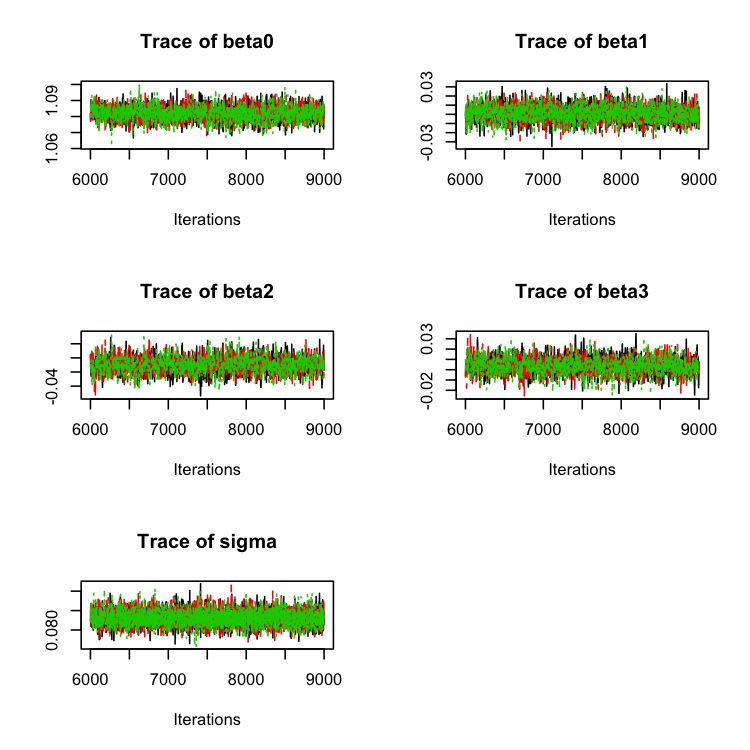 Trace of beta0
1.09
1.06
6000 7000 8000 9000
Iterations
Trace of beta1
0.03
-0.03
6000 7000 8000 9000
Iterations
Trace of beta2
-0.04
6000 7000 8000 9000
Iterations
Trace of beta3
0.03
-0.02
6000 7000 8000 9000
Iterations
Trace of sigma
0.080
6000 7000 8000 9000
Iterations